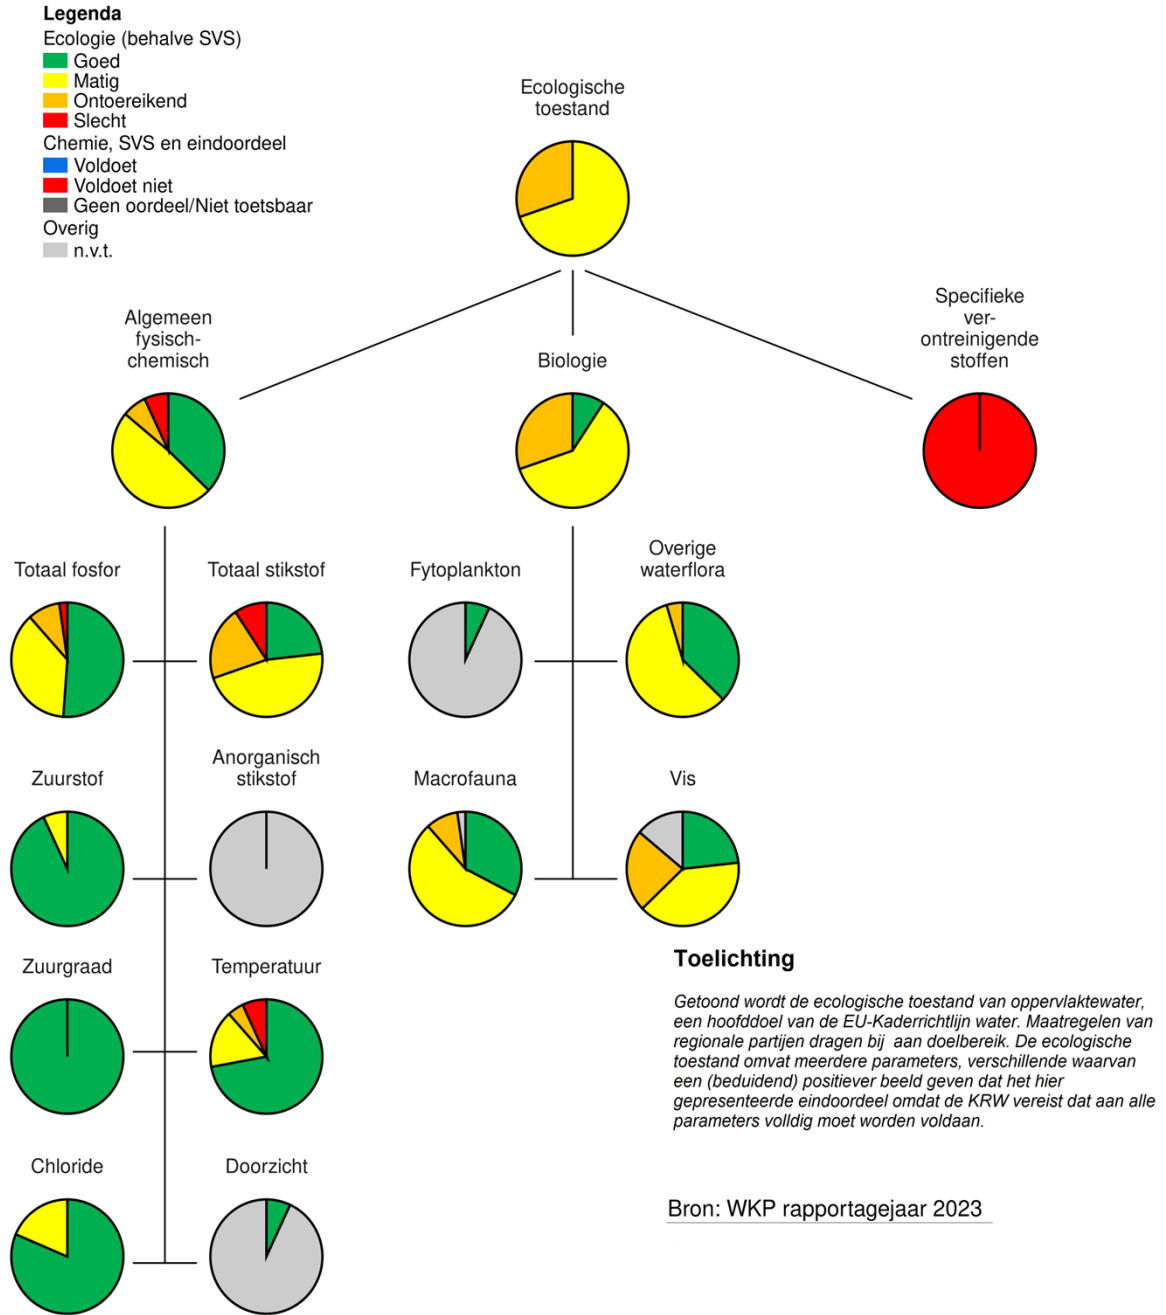 Legenda
Ecologie (behalve SVS)
Goed
Matig
Ontoereikend
Slecht
Chemie, SVS en eindoordeel
Voldoet
Voldoet niet
Geen oordeel/Niet toetsbaar
Overig
n.v.t.
Ecologische
toestand
Algemeen
fysisch-
chemisch
Biologie
Specifieke
ver-
ontreinigende
stoffen
Totaal fosfor
Totaal stikstof
Fytoplankton
Overige
waterflora
Zuurstof
Anorganisch
stikstof
Macrofauna
Vis
Zuurgraad
Temperatuur
Chloride
Doorzicht
Toelichting
Getoond wordt de ecologische toestand van oppervlaktewater,
een hoofddoel van de EU-Kaderrichtlijn water. Maatregelen van
regionale partijen dragen bij aan doelbereik. De ecologische
toestand omvat meerdere parameters, verschillende waarvan
een (beduidend) positiever beeld geven dat het hier
gepresenteerde eindoordeel omdat de KRW vereist dat aan alle
parameters volldig moet worden voldaan.
Bron: WKP rapportagejaar 2023